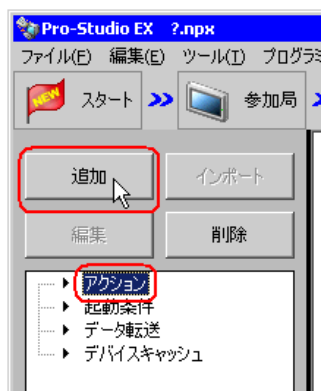 Pro-Studio EX ?.npx
ファイル(F) 編集(E) ツール(T) プログラミ
NEW スタート 参加局
追加 インポート
編集 削除
アクション
起動条件
データ転送
デバイスキャッシュ